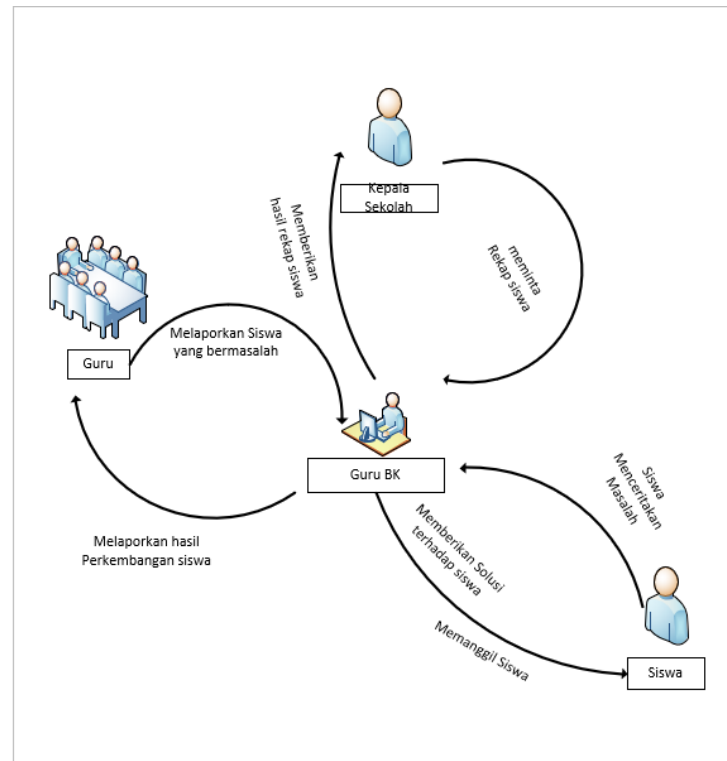 Kepala
Sekolah
Memberikan
hasil rekap siswa
meminta
Rekap siswa
Guru
Melaporkan Siswa
yang bermasalah
Guru BK
Melaporkan hasil
Perkembangan siswa
Siswa
Menceritakan
Masalah
Memberikan Solusi
terhadap siswa
Memanggil Siswa
Siswa